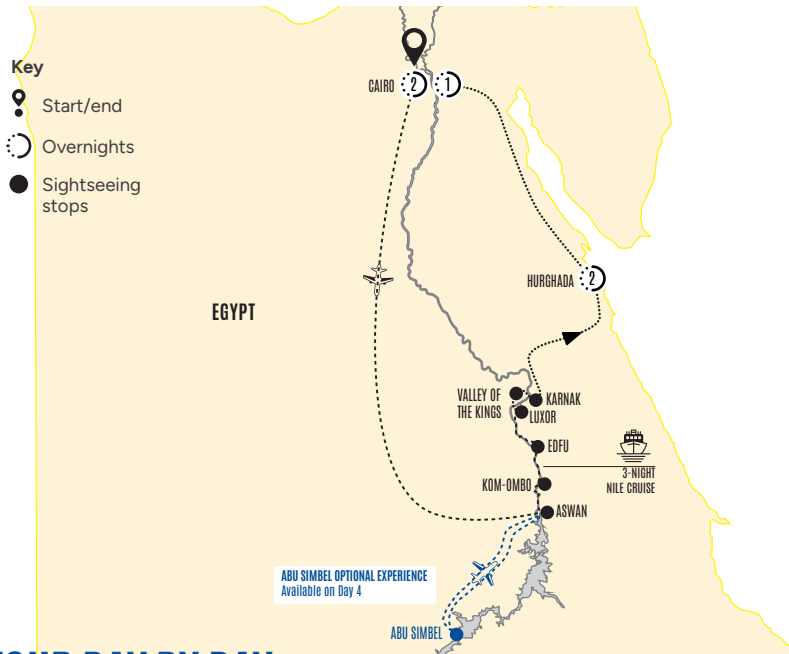 Key
Start/end
Overnights
Sightseeing
stops
CAIRO
2
1
HURGHADA
2
EGYPT
VALLEY OF
THE KINGS
KARNAK
LUXOR
EDFU
3-NIGHT
NILE CRUISE
KOM-OMBO
ASWAN
ABU SIMBEL OPTIONAL EXPERIENCE
Available on Day 4
ABU SIMBEL